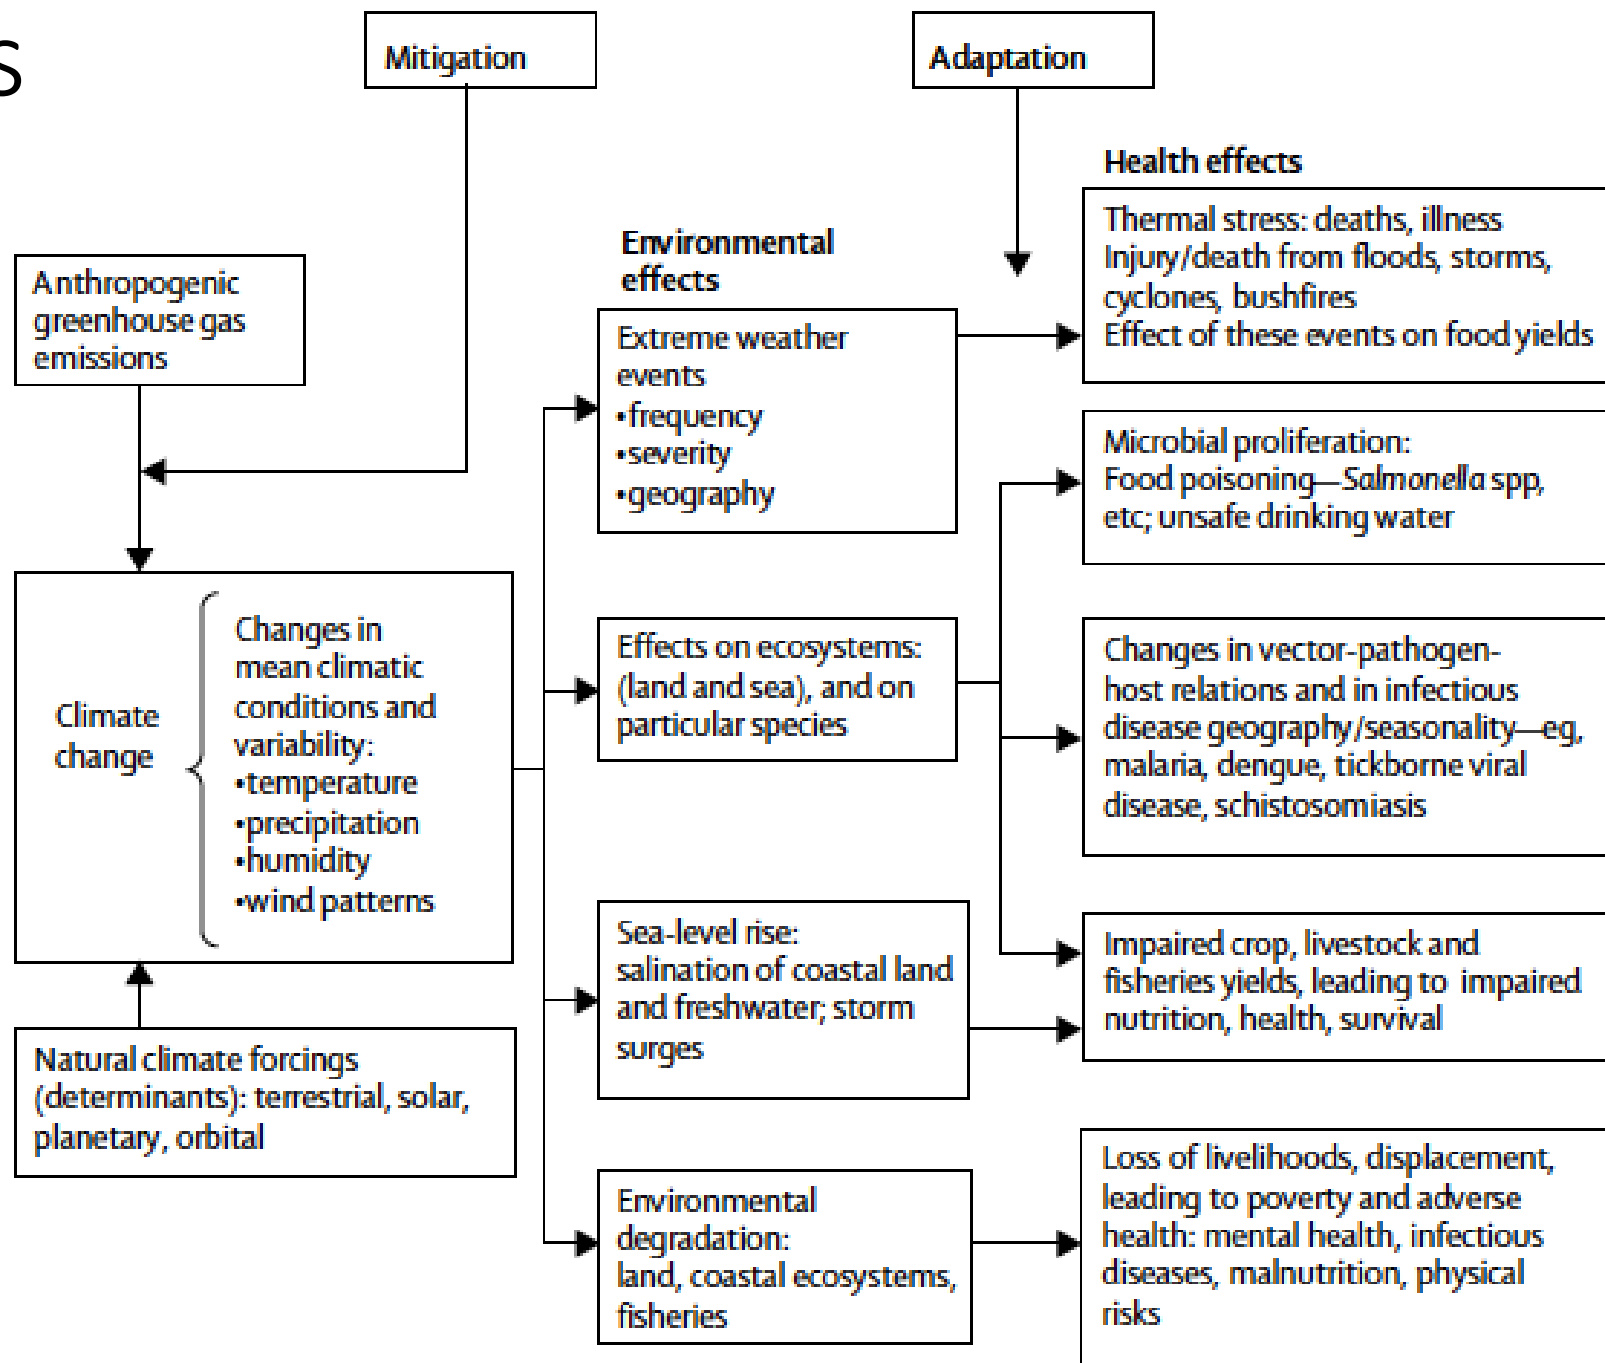 s
Mitigation
Adaptation
Health effects
Thermal stress: deaths, illness
Injury/death from floods, storms,
cyclones, bushfires
Effect of these events on food yields
Environmental
effects
Anthropogenic
greenhouse gas
emissions
Extreme weather
events
•frequency
•severity
•geography
Microbial proliferation:
Food poisoning—Salmonella spp,
etc; unsafe drinking water
Climate
change
Changes in
mean climatic
conditions and
variability:
•temperature
•precipitation
•humidity
•wind patterns
Effects on ecosystems:
(land and sea), and on
particular species
Changes in vector-pathogen-
host relations and in infectious
disease geography/seasonality—eg,
malaria, dengue, tickborne viral
disease, schistosomiasis
Sea-level rise:
salination of coastal land
and freshwater; storm
surges
Impaired crop, livestock and
fisheries yields, leading to impaired
nutrition, health, survival
Natural climate forcings
(determinants): terrestrial, solar,
planetary, orbital
Environmental
degradation:
land, coastal ecosystems,
fisheries
Loss of livelihoods, displacement,
leading to poverty and adverse
health: mental health, infectious
diseases, malnutrition, physical
risks